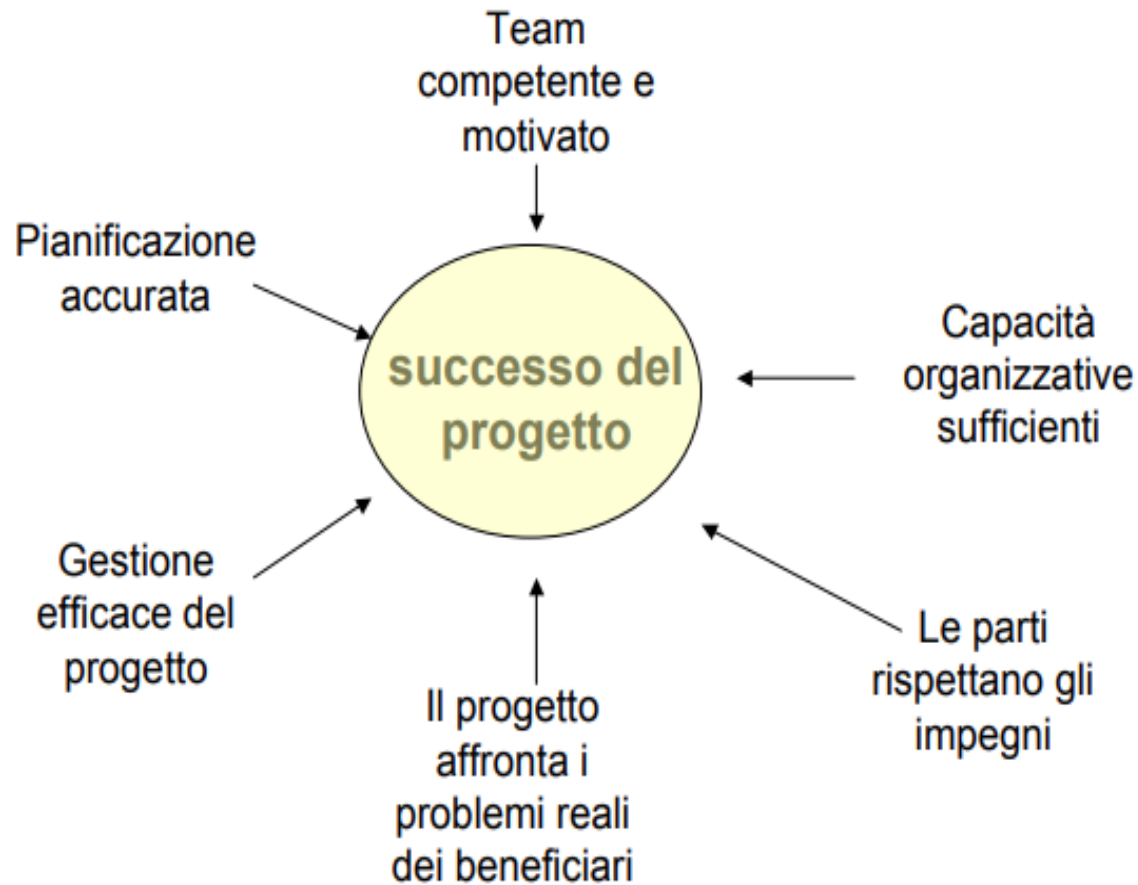 Team
competente e
motivato
Pianificazione
accurata
successo del
progetto
Capacità
organizzative
sufficienti
Gestione
efficace del
progetto
Le parti
rispettano gli
impegni
Il progetto
affronta i
problemi reali
dei beneficiari